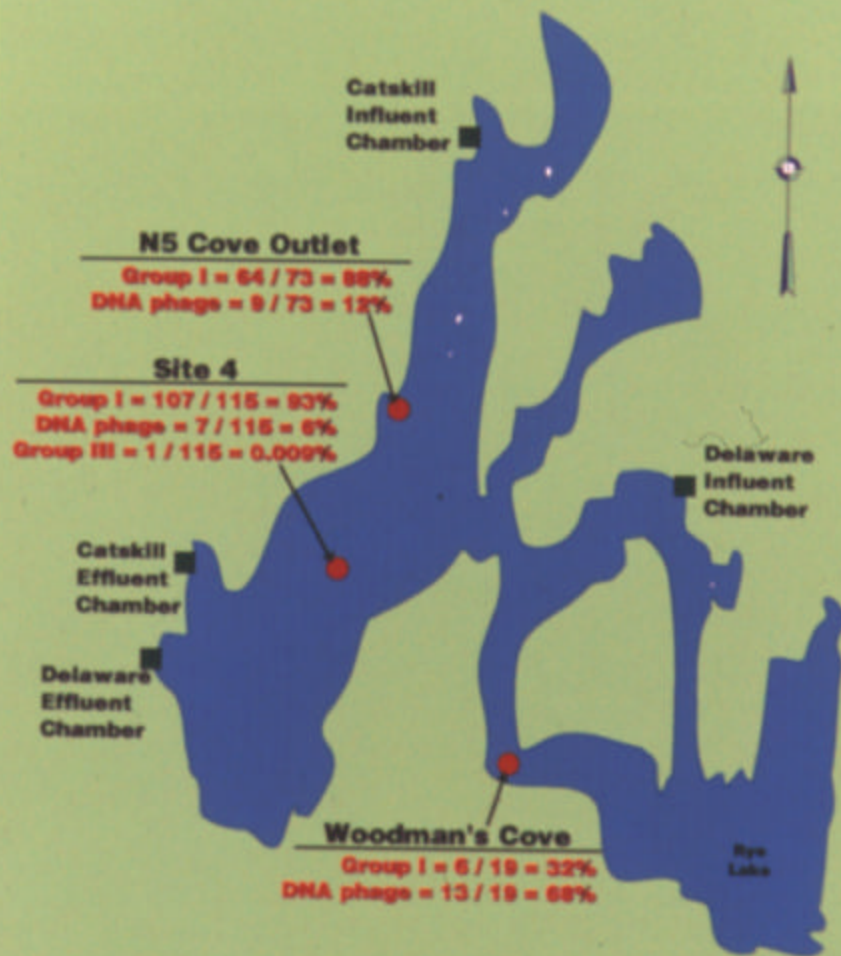 Catskill
Influent
Chamber
N5 Cove Outlet
Group I = 64 / 73 = 88%
DNA phage = 9 / 73 = 12%
Site 4
Group I = 107 / 115 = 93%
DNA phage = 7 / 115 = 6%
Group III = 1 / 115 = 0.009%
Delaware
Influent
Chamber
Catskill
Effluent
Chamber
Delaware
Effluent
Chamber
Woodman's Cove
Group I = 6 / 19 = 32%
DNA phage = 13 / 19 = 68%
Rye
Lake